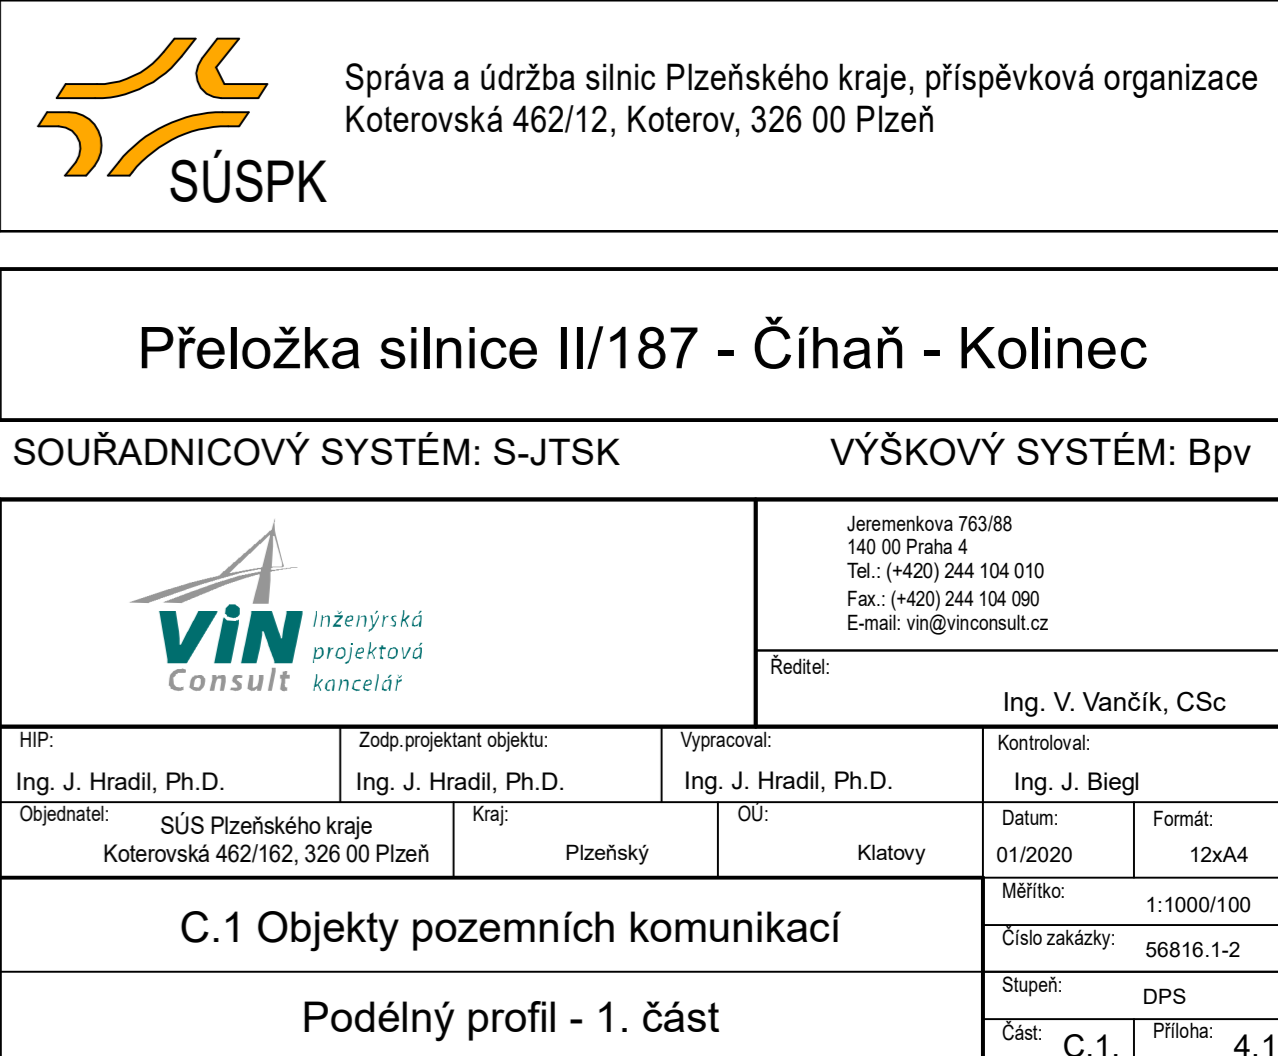 Správa a údržba silnic Plzeňského kraje, příspěvková organizace
Koterovská 462/12, Koterov, 326 00 Plzeň
SÚSPK
Přeložka silnice II/187 - Číhaň - Kolinec
SOUŘADNICOVÝ SYSTÉM: S-JTSK VÝŠKOVÝ SYSTÉM: Bpv
ViN
Consult
Inženýrská
projektová
kancelář
Jeremenkova 763/88
140 00 Praha 4
Tel.: (+420) 244 104 010
Fax.: (+420) 244 104 090
E-mail: vin@vinconsult.cz
Ředitel:
Ing. V. Vančík, CSc
HIP:
Ing. J. Hradil, Ph.D.
Zodp.projektant objektu:
Ing. J. Hradil, Ph.D.
Vypracoval:
Ing. J. Hradil, Ph.D.
Kontroloval:
Ing. J. Biegl
Objednatel:
SÚS Plzeňského kraje
Koterovská 462/162, 326 00 Plzeň
Kraj:
Plzeňský
OÚ:
Klatovy
Datum:
01/2020
Formát:
12xA4
C.1 Objekty pozemních komunikací
Měřítko:
1:1000/100
Číslo zakázky:
56816.1-2
Podélný profil - 1. část
Stupeň:
DPS
Část:
C.1.
Příloha:
4.1